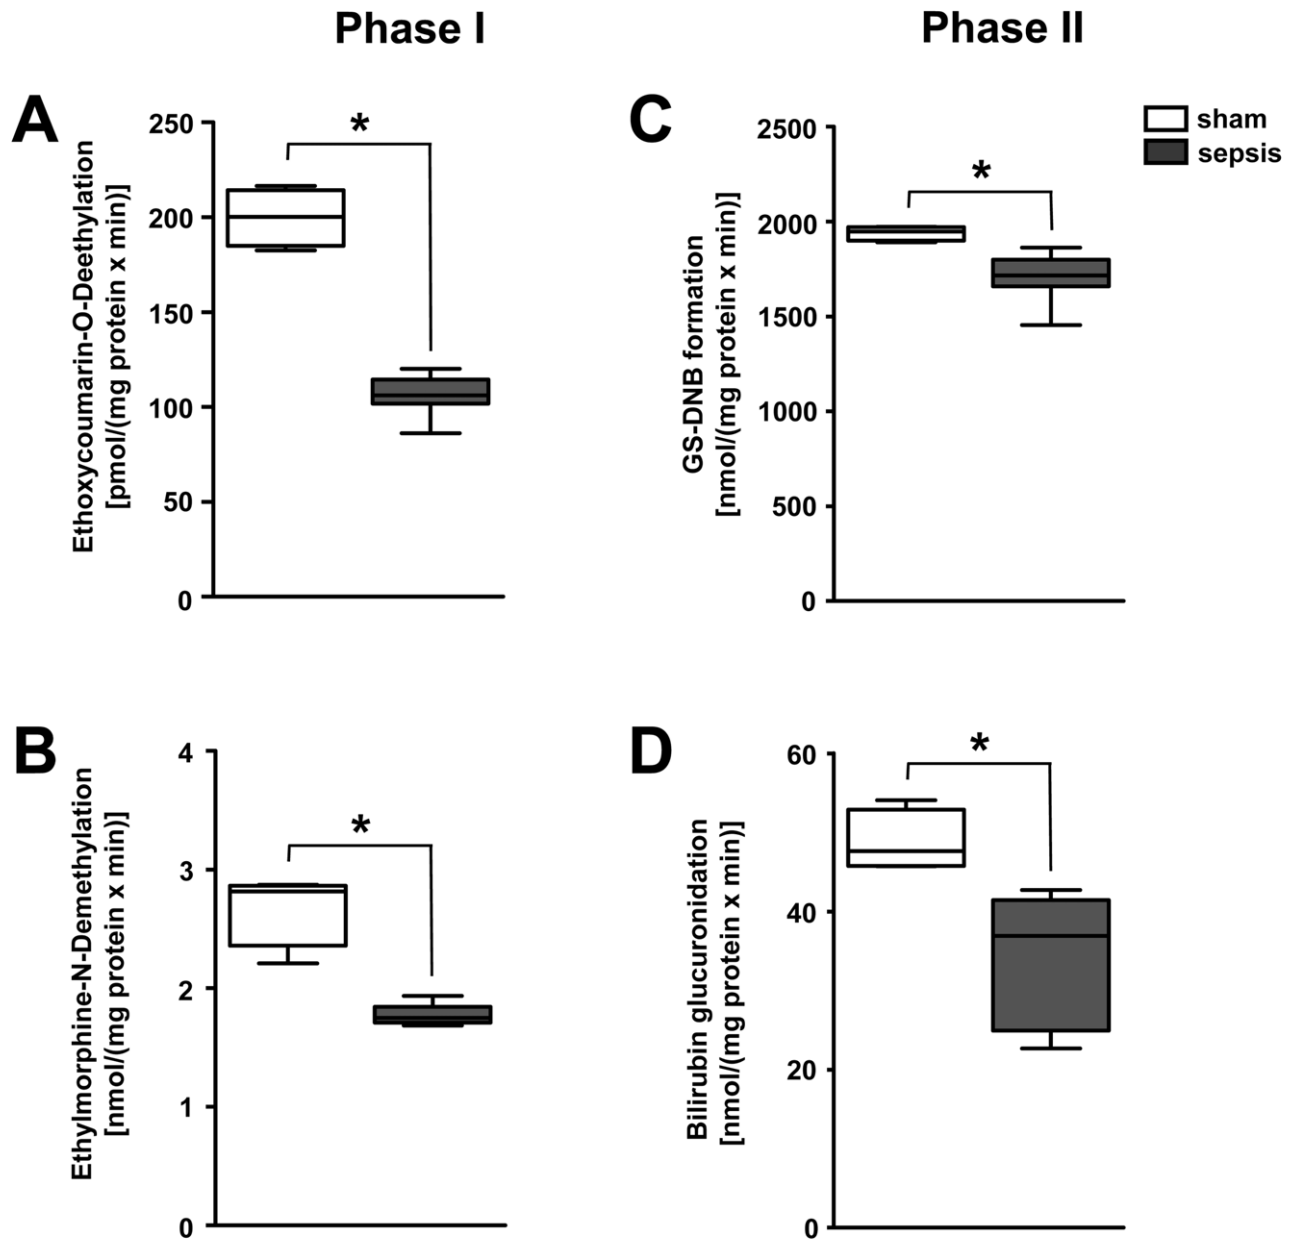 Phase I
Phase II
A
Ethoxycoumarin-O-Deethylation
[pmol/(mg protein x min)]
250
200
150
100
50
0
*
C
GS-DNB formation
[nmol/(mg protein x min)]
2500
2000
1500
1000
500
0
*
sham
sepsis
B
Ethylmorphine-N-Demethylation
[nmol/(mg protein x min)]
4
3
2
1
0
*
D
Bilirubin glucuronidation
[nmol/(mg protein x min)]
60
40
20
0
*